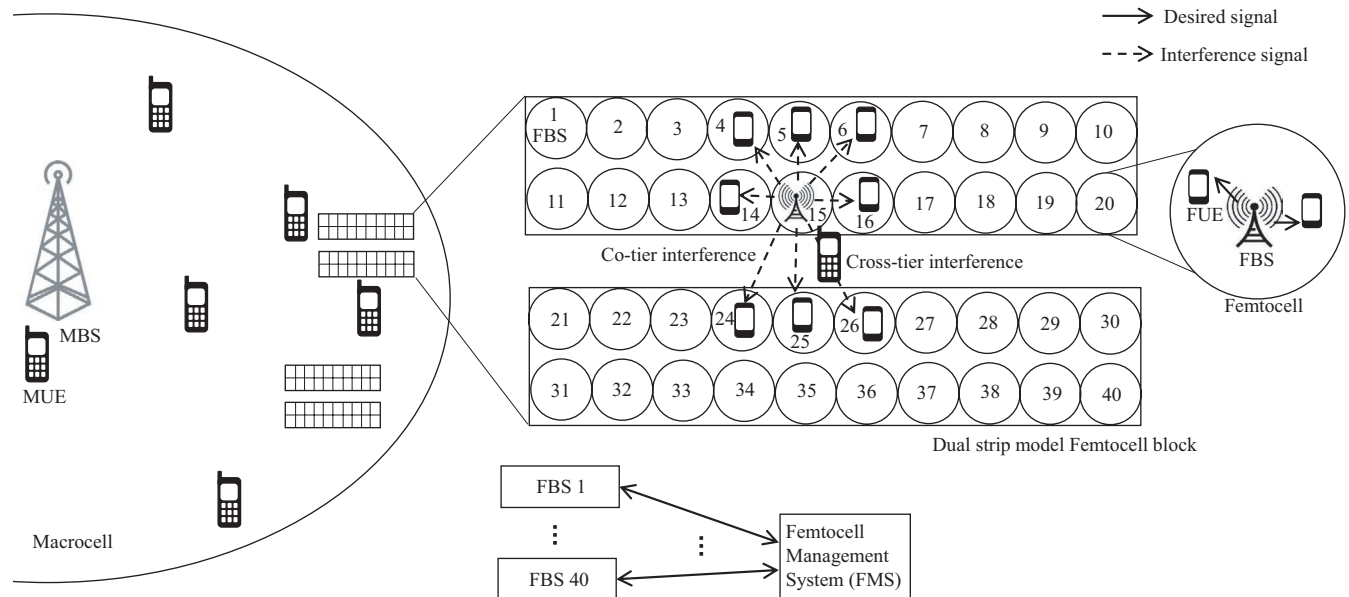 Desired signal
Interference signal
1
FBS
2
3
4
5
6
7
8
9
10
11
12
13
14
15
16
17
18
19
20
FUE
FBS
Femtocell
Co-tier interference
Cross-tier interference
MBS
MUE
21
22
23
24
25
26
27
28
29
30
31
32
33
34
35
36
37
38
39
40
Dual strip model Femtocell block
Macrocell
FBS 1
FBS 40
Femtocell
Management
System (FMS)